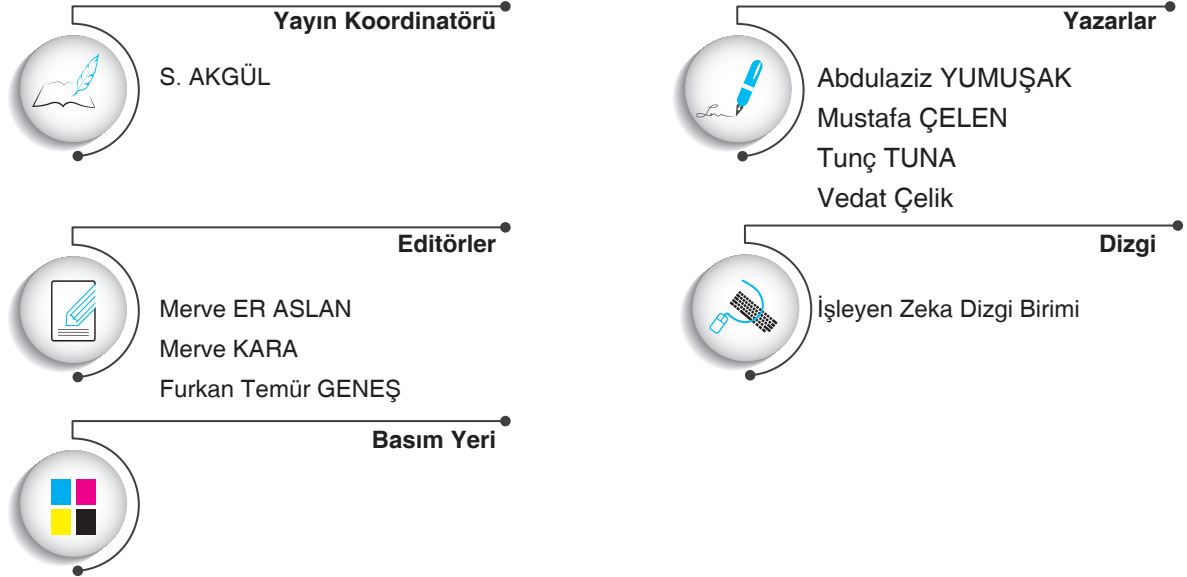 Yayın Koordinatörü
S. AKGÜL
Yazarlar
Abdulaziz YUMUŞAK
Mustafa ÇELEN
Tunç TUNA
Vedat Çelik
Editörler
Merve ER ASLAN
Merve KARA
Furkan Temür GENEŞ
Dizgi
İşleyen Zeka Dizgi Birimi
Basım Yeri